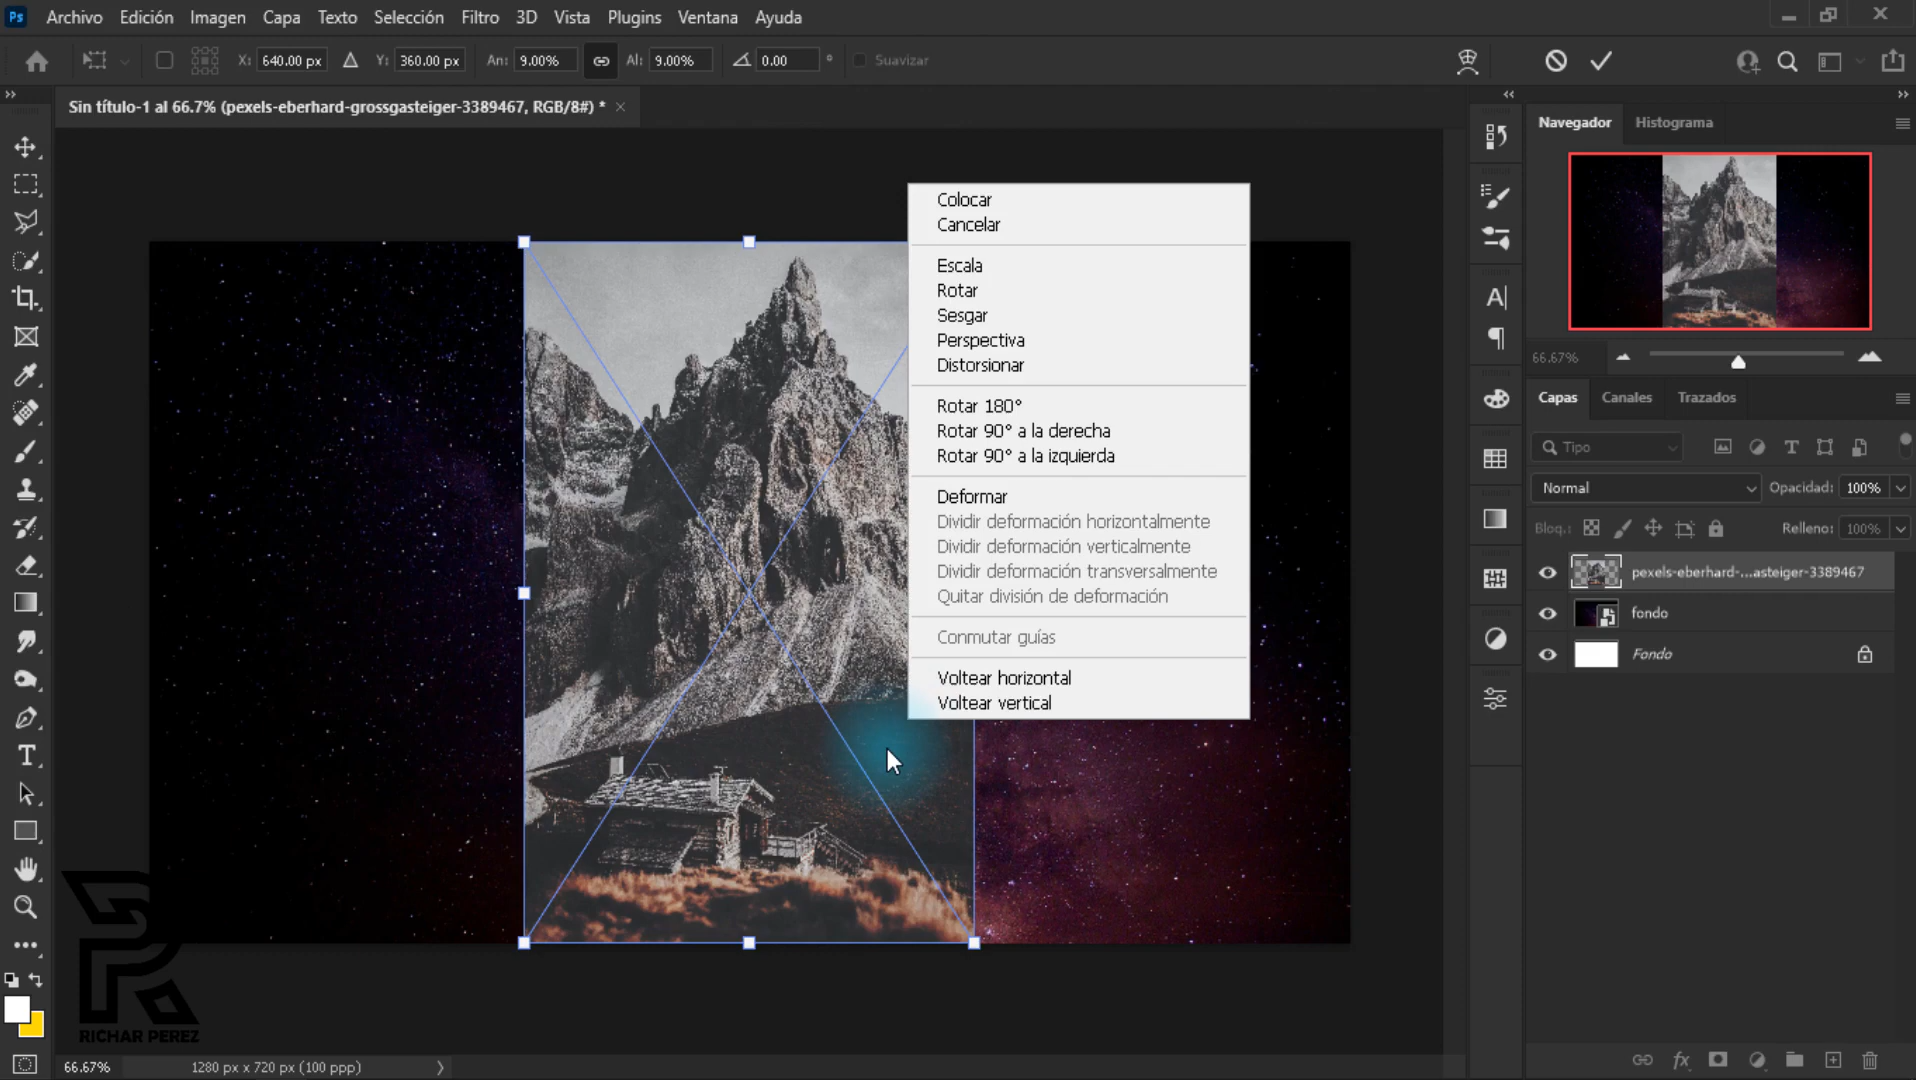 Ps Archivo Edición Imagen Capa Texto Selección Filtro 3D Vista Plugins Ventana Ayuda
X: 640.00 px Y: 360.00 px An: 9.00% Al: 9.00% 0.00 ° Suavizar
Sin título-1 al 66.7% (pexels-eberhard-grossgasteiger-3389467, RGB/8#) *
Navegador Histograma
66.67%
Colocar
Cancelar
Escala
Rotar
Sesgar
Perspectiva
Distorsionar
Rotar 180°
Rotar 90° a la derecha
Rotar 90° a la izquierda
Deformar
Dividir deformación horizontalmente
Dividir deformación verticalmente
Dividir deformación transversalmente
Quitar división de deformación
Conmutar guías
Voltear horizontal
Voltear vertical
Capas Canales Trazados
Tipo
Normal Opacidad: 100%
Bloq.: Relleno: 100%
pexels-eberhard-...asteiger-3389467
fondo
Fondo
fx
RICHAR PEREZ
66.67% 1280 px x 720 px (100 ppp)